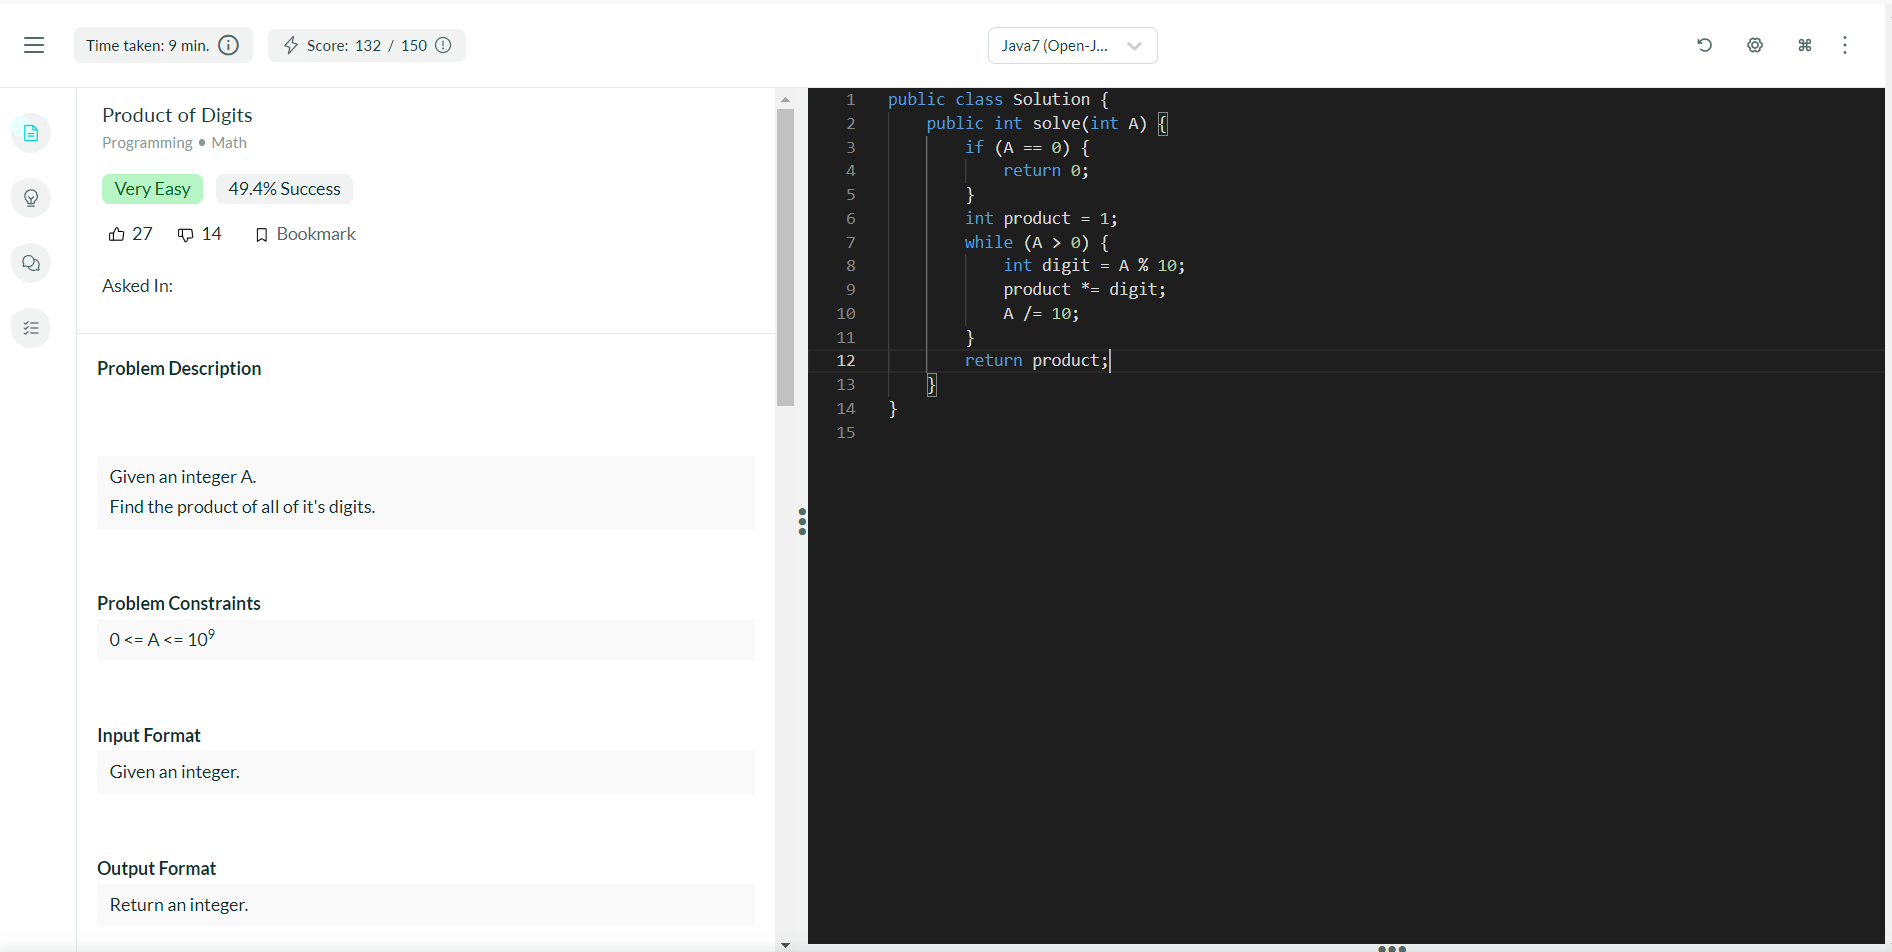 Time taken: 9 min.
Score: 132 / 150
Java7 (Open-J...
Product of Digits
Programming • Math
Very Easy
49.4% Success
27
14
Bookmark
Asked In:
Problem Description
Given an integer A.
Find the product of all of it's digits.
Problem Constraints
0 <= A <= 10⁹
Input Format
Given an integer.
Output Format
Return an integer.
1 public class Solution {
2 public int solve(int A) {
3 if (A == 0) {
4 return 0;
5 }
6 int product = 1;
7 while (A > 0) {
8 int digit = A % 10;
9 product *= digit;
10 A /= 10;
11 }
12 return product;
13 }
14 }
15